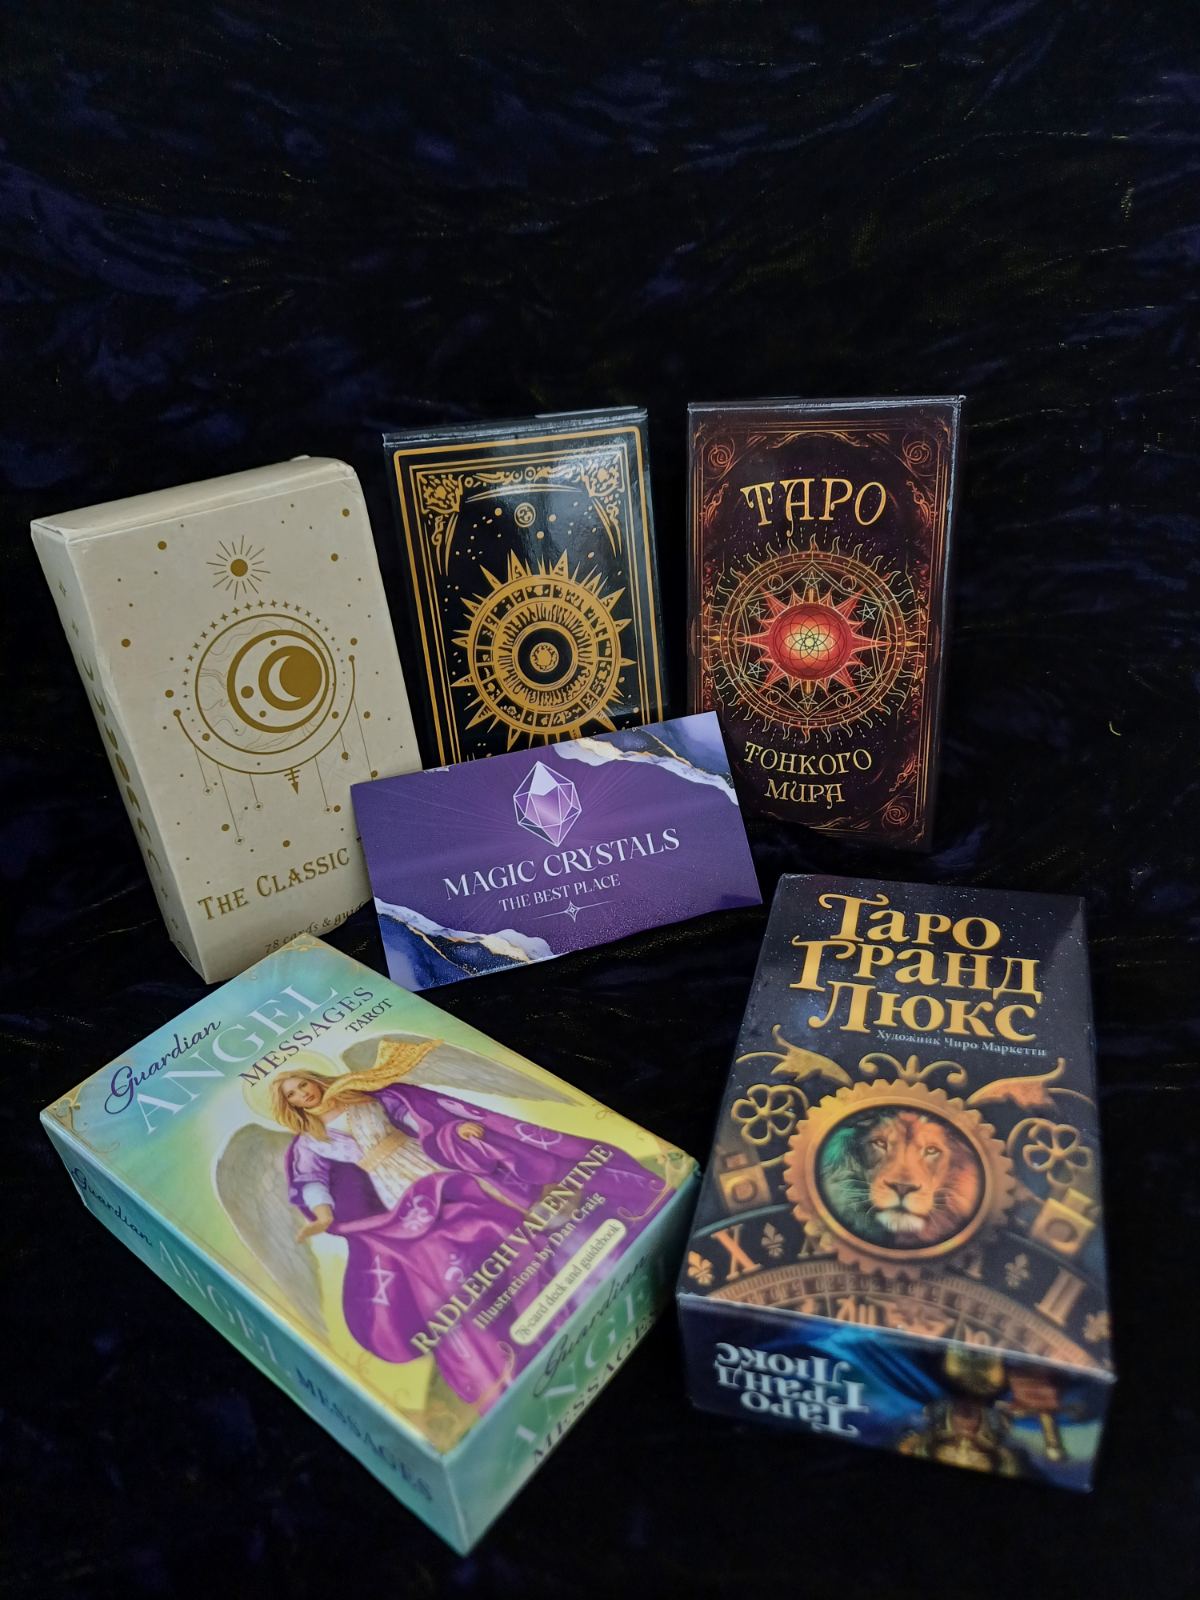 ТАРО
ТОНКОГО
МИРА
THE CLASSIC
78 cards &
MAGIC CRYSTALS
THE BEST PLACE
Guardian
ANGEL
MESSAGES
TAROT
RADLEIGH VALENTINE
Illustrations by Dan Craig
78-card deck and guidebook
Guardian ANGEL MESSAGES
Guardian
ANGEL
MESSAGES
Таро
Гранд
Люкс
Художник Чиро Маркетти
X
II
Таро
Гранд
Люкс